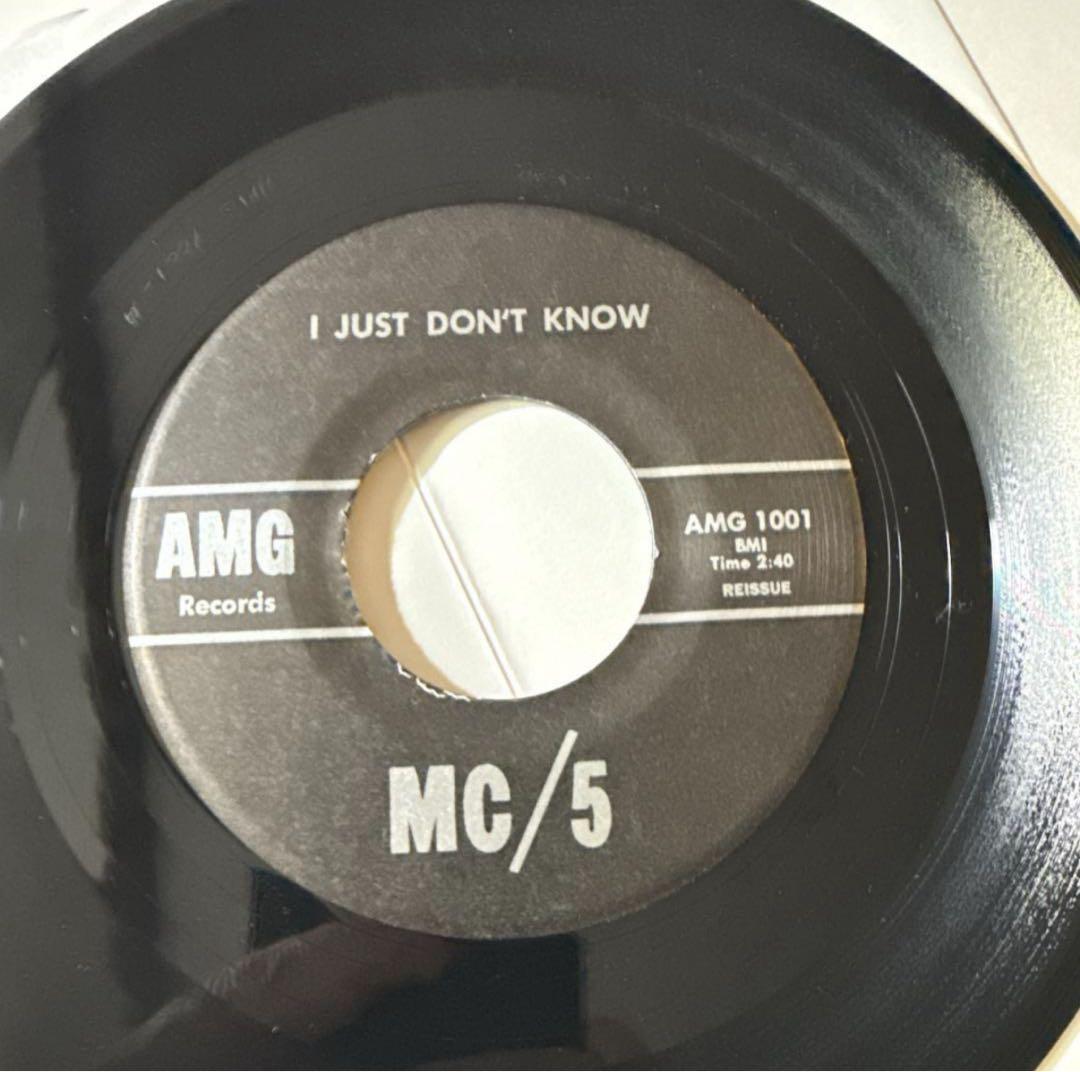 I JUST DON'T KNOW
AMG
Records
AMG 1001
BMI
Time 2:40
REISSUE
MC/5